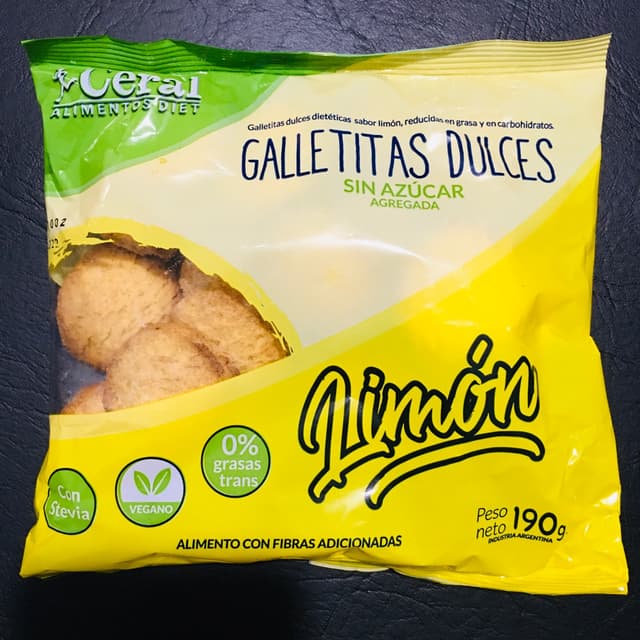 Ceral
ALIMENTOS DIET
Galletitas dulces dietéticas sabor limón, reducidas en grasa y en carbohidratos.
GALLETITAS DULCES
SIN AZÚCAR
AGREGADA
Limón
0%
grasas
trans
VEGANO
Con
Stevia
Peso
neto 190g.
INDUSTRIA ARGENTINA
ALIMENTO CON FIBRAS ADICIONADAS